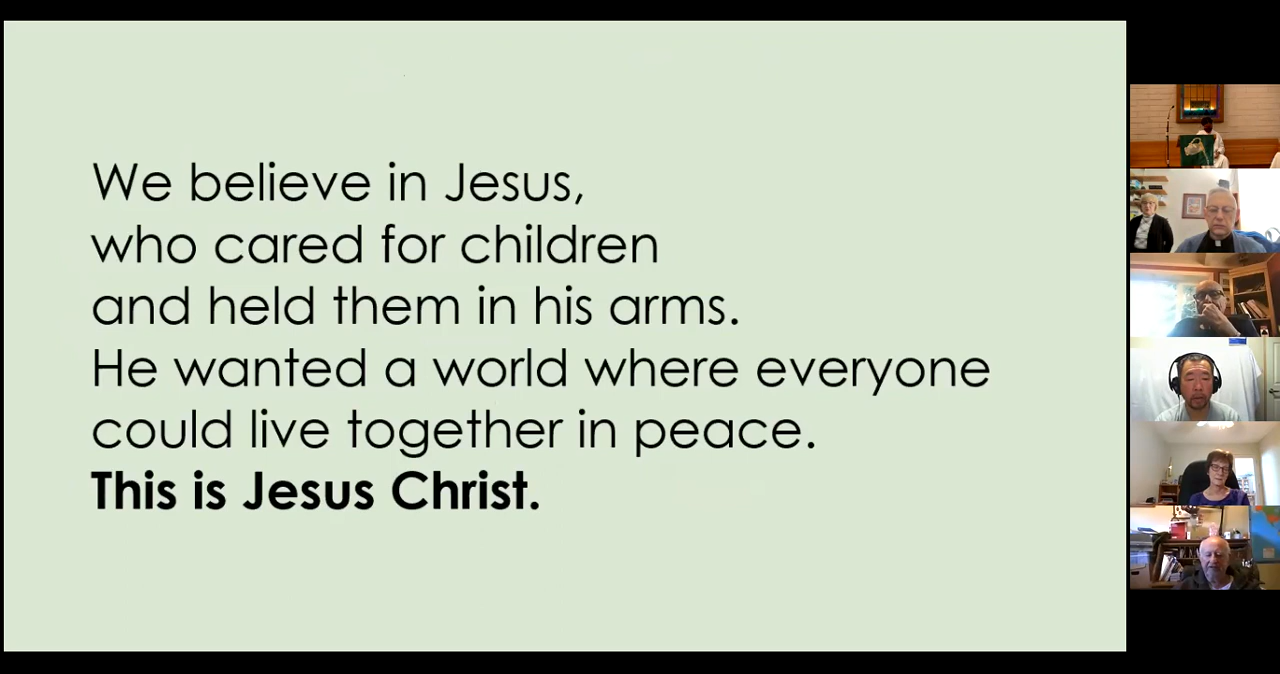 We believe in Jesus,
who cared for children
and held them in his arms.
He wanted a world where everyone
could live together in peace.
This is Jesus Christ.